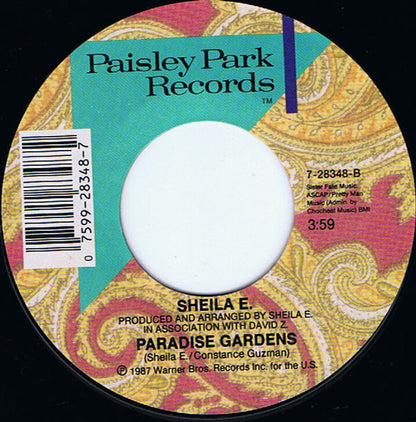 Paisley Park
Records
TM
0 7599-28348-7
7-28348-B
Sister Fate Music
ASCAP/Pretty Man
Music (Admin. by
Chocheat Music) BMI
3:59
SHEILA E.
PRODUCED AND ARRANGED BY SHEILA E.
IN ASSOCIATION WITH DAVID Z.
PARADISE GARDENS
(Sheila E./Constance Guzman)
℗1987 Warner Bros. Records Inc. for the U.S.